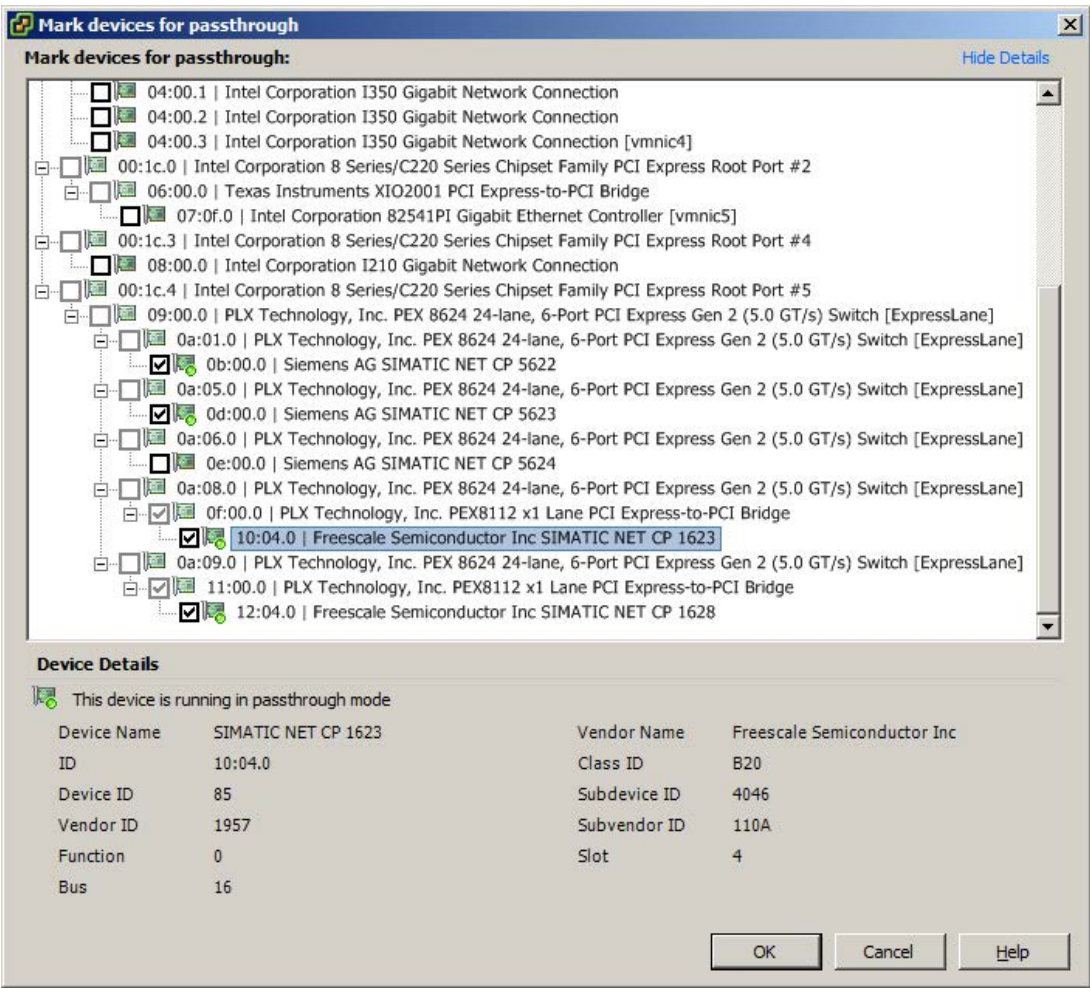 Mark devices for passthrough
Mark devices for passthrough: Hide Details
04:00.1 | Intel Corporation I350 Gigabit Network Connection
04:00.2 | Intel Corporation I350 Gigabit Network Connection
04:00.3 | Intel Corporation I350 Gigabit Network Connection [vmnic4]
00:1c.0 | Intel Corporation 8 Series/C220 Series Chipset Family PCI Express Root Port #2
06:00.0 | Texas Instruments XIO2001 PCI Express-to-PCI Bridge
07:0f.0 | Intel Corporation 82541PI Gigabit Ethernet Controller [vmnic5]
00:1c.3 | Intel Corporation 8 Series/C220 Series Chipset Family PCI Express Root Port #4
08:00.0 | Intel Corporation I210 Gigabit Network Connection
00:1c.4 | Intel Corporation 8 Series/C220 Series Chipset Family PCI Express Root Port #5
09:00.0 | PLX Technology, Inc. PEX 8624 24-lane, 6-Port PCI Express Gen 2 (5.0 GT/s) Switch [ExpressLane]
0a:01.0 | PLX Technology, Inc. PEX 8624 24-lane, 6-Port PCI Express Gen 2 (5.0 GT/s) Switch [ExpressLane]
0b:00.0 | Siemens AG SIMATIC NET CP 5622
0a:05.0 | PLX Technology, Inc. PEX 8624 24-lane, 6-Port PCI Express Gen 2 (5.0 GT/s) Switch [ExpressLane]
0d:00.0 | Siemens AG SIMATIC NET CP 5623
0a:06.0 | PLX Technology, Inc. PEX 8624 24-lane, 6-Port PCI Express Gen 2 (5.0 GT/s) Switch [ExpressLane]
0e:00.0 | Siemens AG SIMATIC NET CP 5624
0a:08.0 | PLX Technology, Inc. PEX 8624 24-lane, 6-Port PCI Express Gen 2 (5.0 GT/s) Switch [ExpressLane]
0f:00.0 | PLX Technology, Inc. PEX8112 x1 Lane PCI Express-to-PCI Bridge
10:04.0 | Freescale Semiconductor Inc SIMATIC NET CP 1623
0a:09.0 | PLX Technology, Inc. PEX 8624 24-lane, 6-Port PCI Express Gen 2 (5.0 GT/s) Switch [ExpressLane]
11:00.0 | PLX Technology, Inc. PEX8112 x1 Lane PCI Express-to-PCI Bridge
12:04.0 | Freescale Semiconductor Inc SIMATIC NET CP 1628
Device Details
This device is running in passthrough mode
Device Name SIMATIC NET CP 1623 Vendor Name Freescale Semiconductor Inc
ID 10:04.0 Class ID B20
Device ID 85 Subdevice ID 4046
Vendor ID 1957 Subvendor ID 110A
Function 0 Slot 4
Bus 16
OK Cancel Help